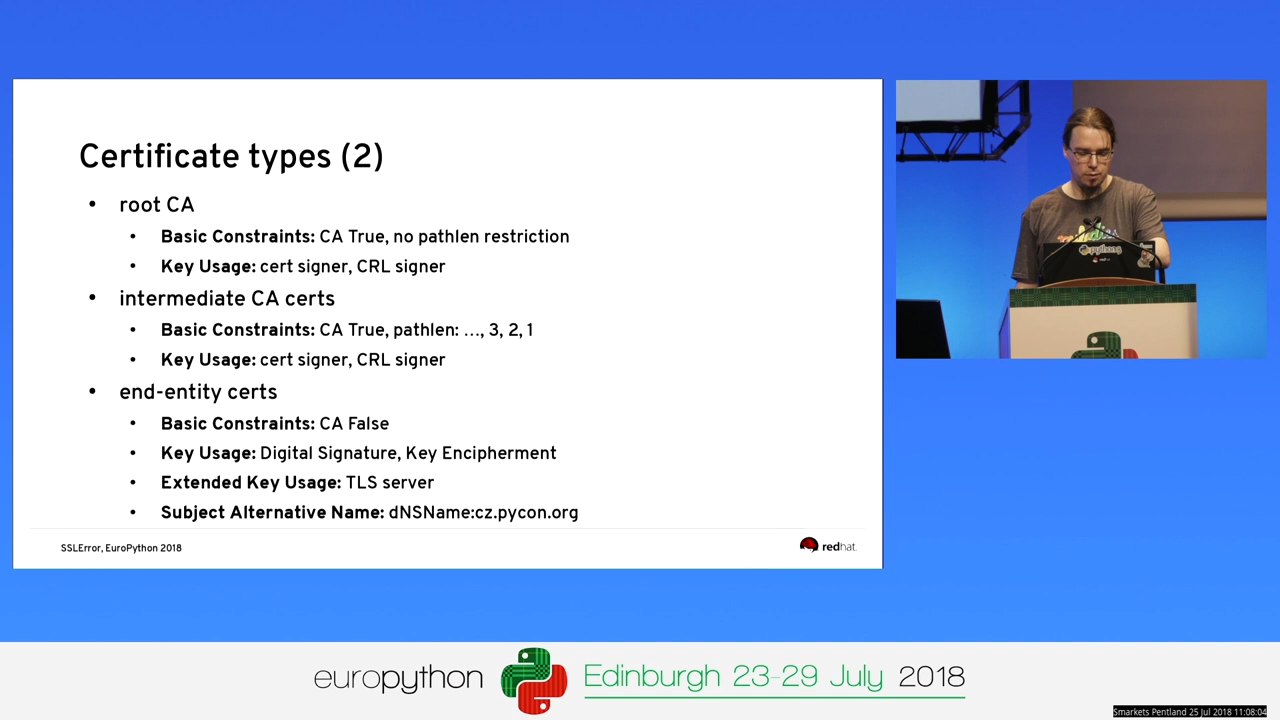 Certificate types (2)
• root CA
• Basic Constraints: CA True, no pathlen restriction
• Key Usage: cert signer, CRL signer
• intermediate CA certs
• Basic Constraints: CA True, pathlen: …, 3, 2, 1
• Key Usage: cert signer, CRL signer
• end-entity certs
• Basic Constraints: CA False
• Key Usage: Digital Signature, Key Encipherment
• Extended Key Usage: TLS server
• Subject Alternative Name: dNSName:cz.pycon.org
SSLError, EuroPython 2018
redhat.
europython
Edinburgh 23-29 July 2018
Smarkets Pentland 25 Jul 2018 11:08:04